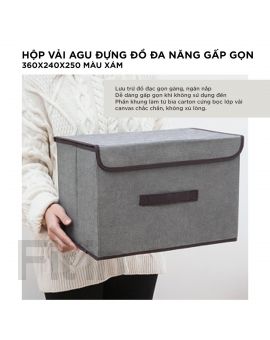 HỘP VẢI AGU ĐỰNG ĐỒ ĐA NĂNG GẤP GỌN
360X240X250 MÀU XÁM
Lưu trữ đồ đạc gọn gàng, ngăn nắp
Dễ dàng gấp gọn khi không sử dụng đến
Phần khung làm từ bìa carton cứng bọc lớp vải
canvas chắc chắn, không xù lông.